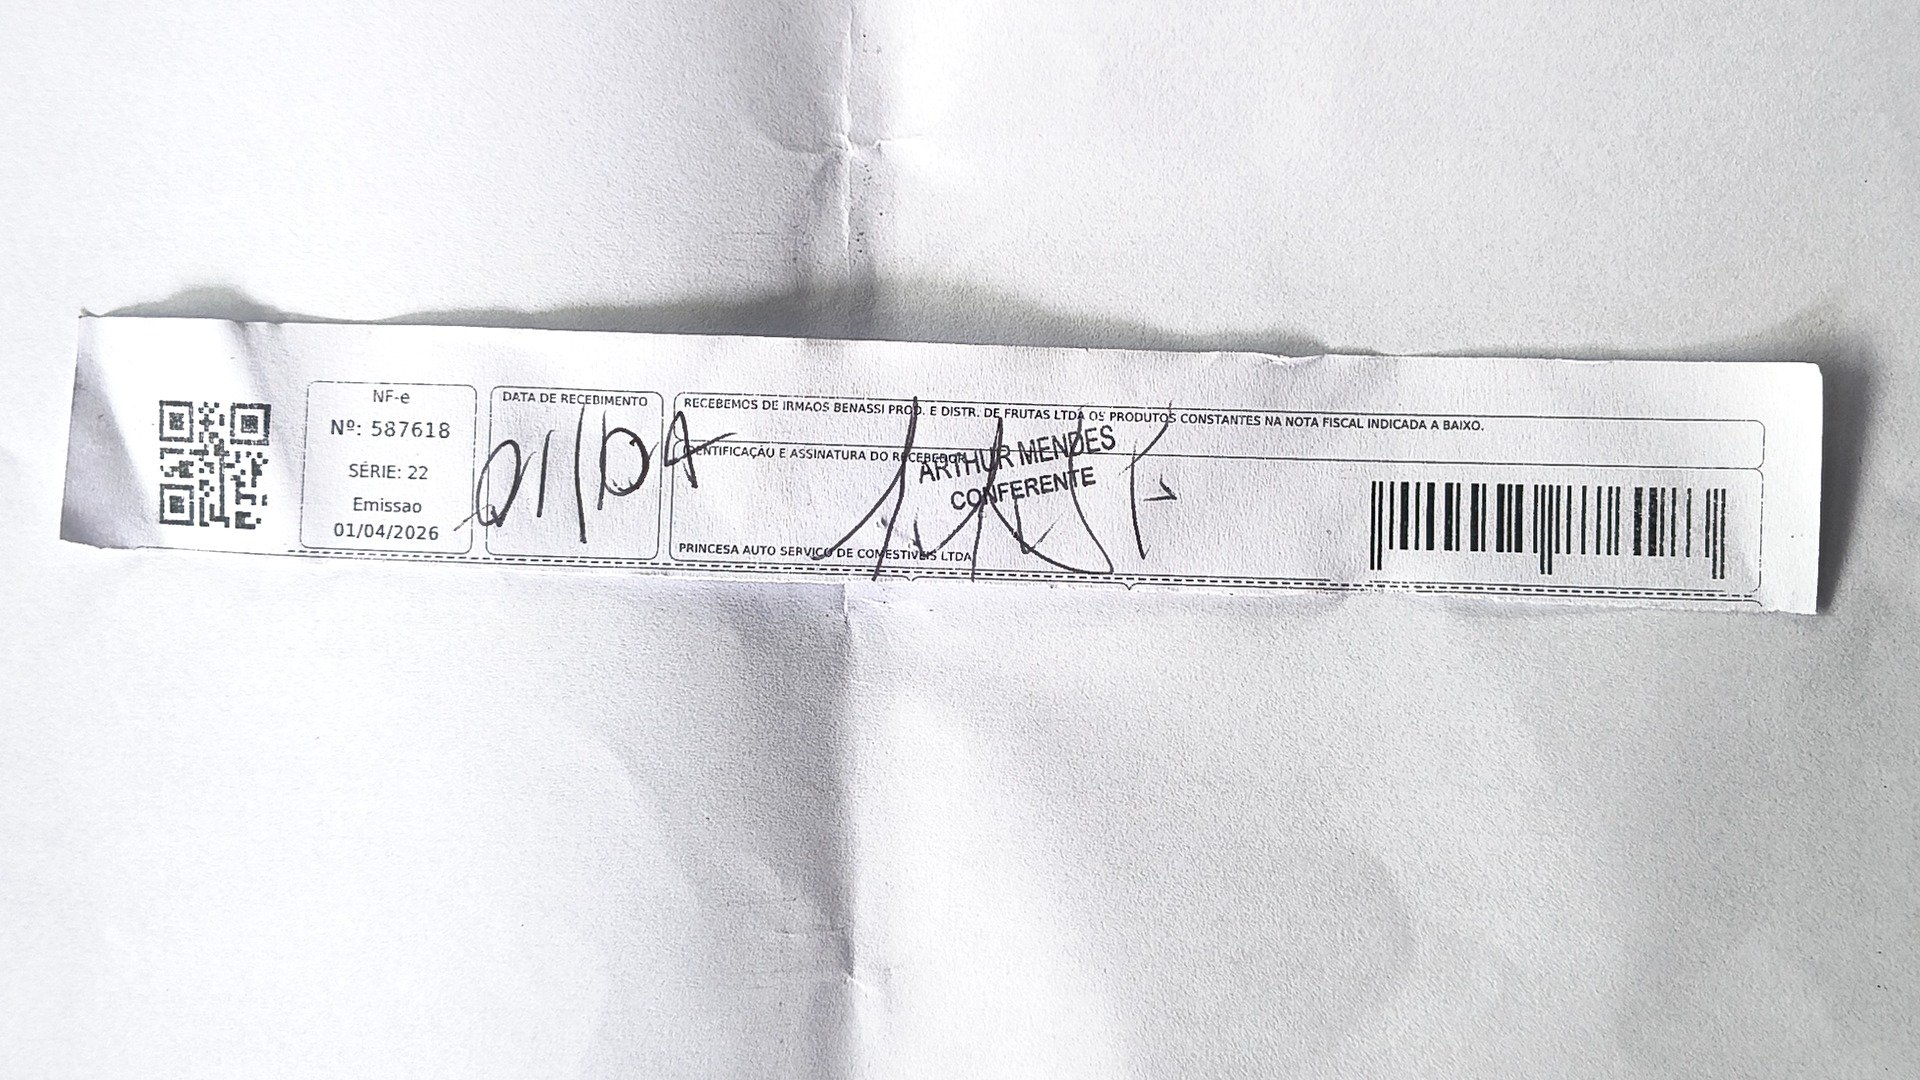 NF-e
Nº: 587618
SÉRIE: 22
Emissao
01/04/2026
DATA DE RECEBIMENTO
01/04
RECEBEMOS DE IRMAOS BENASSI PROD. E DISTR. DE FRUTAS LTDA OS PRODUTOS CONSTANTES NA NOTA FISCAL INDICADA A BAIXO.
IDENTIFICAÇAO E ASSINATURA DO RECEBEDOR
ARTHUR MENDES
CONFERENTE
PRINCESA AUTO SERVIÇO DE COMESTIVEIS LTDA